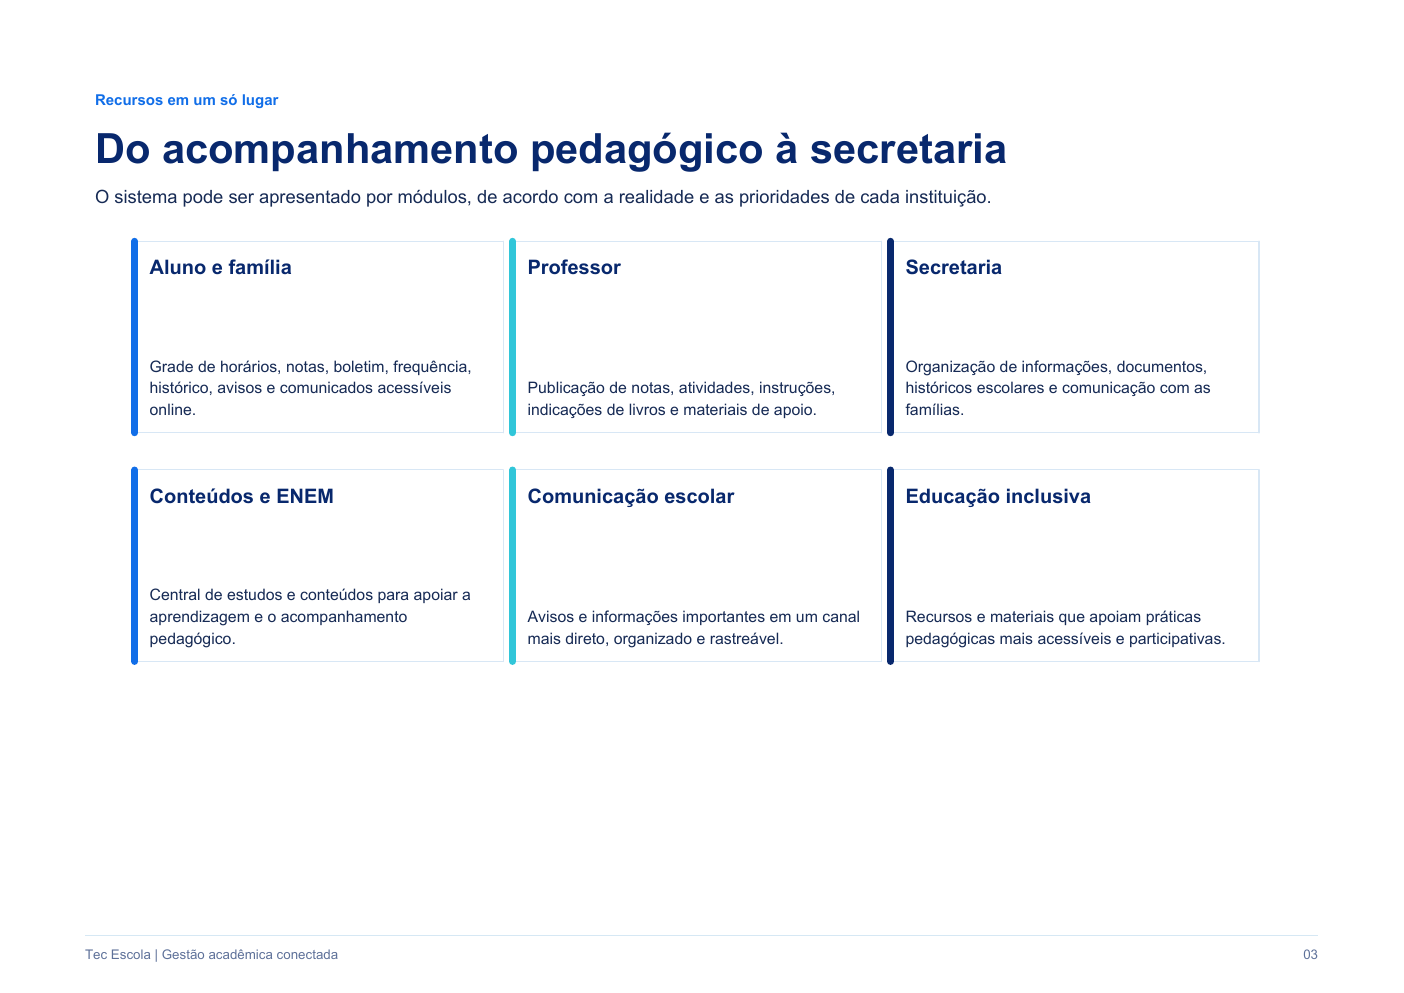 Recursos em um só lugar
Do acompanhamento pedagógico à secretaria
O sistema pode ser apresentado por módulos, de acordo com a realidade e as prioridades de cada instituição.
Aluno e família
Grade de horários, notas, boletim, frequência,
histórico, avisos e comunicados acessíveis
online.
Professor
Publicação de notas, atividades, instruções,
indicações de livros e materiais de apoio.
Secretaria
Organização de informações, documentos,
históricos escolares e comunicação com as
famílias.
Conteúdos e ENEM
Central de estudos e conteúdos para apoiar a
aprendizagem e o acompanhamento
pedagógico.
Comunicação escolar
Avisos e informações importantes em um canal
mais direto, organizado e rastreável.
Educação inclusiva
Recursos e materiais que apoiam práticas
pedagógicas mais acessíveis e participativas.
Tec Escola | Gestão acadêmica conectada
03